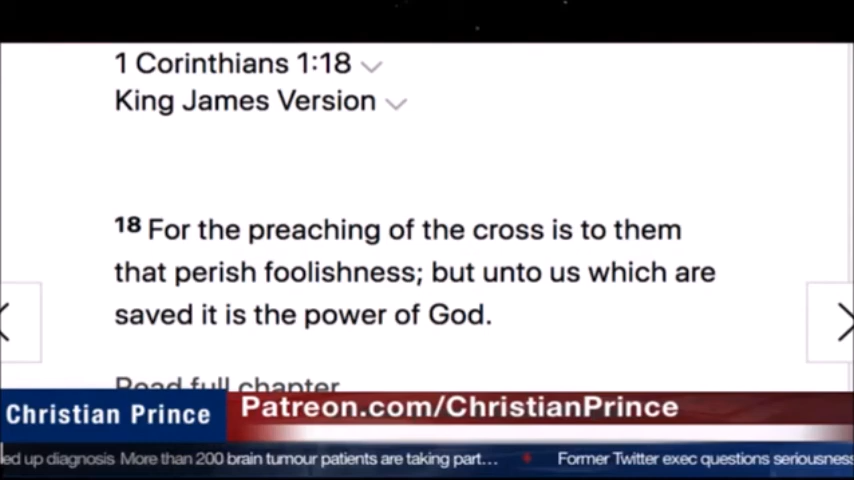 1 Corinthians 1:18
King James Version
18 For the preaching of the cross is to them
that perish foolishness; but unto us which are
saved it is the power of God.
Read full chapter
Christian Prince
Patreon.com/ChristianPrince
ed up diagnosis More than 200 brain tumour patients are taking part... Former Twitter exec questions seriousness